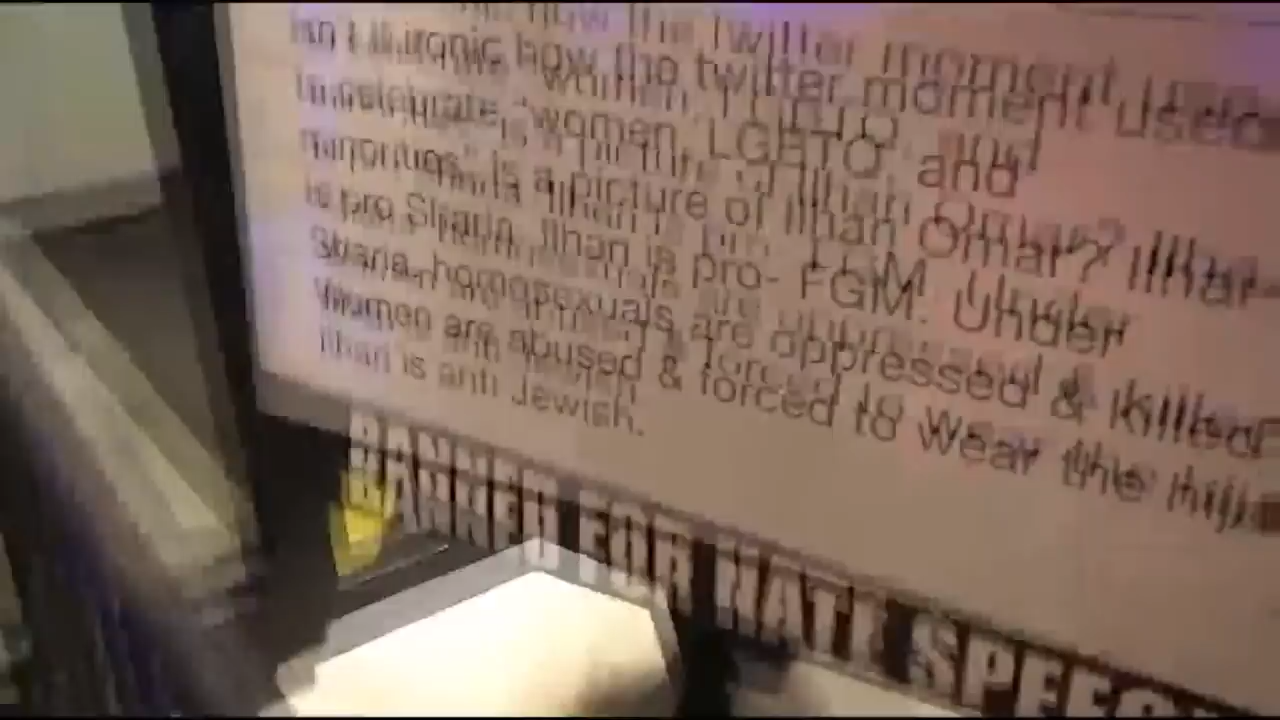 Isn't it ironic how the twitter moment used
to celebrate "women, LGBTQ, and
minorities" is a picture of Ilhan Omar? Ilhan
is pro Sharia. Ilhan is pro- FGM. Under
Sharia, homosexuals are oppressed & killed
Women are abused & forced to wear the
Ilhan is anti Jewish.
BANNED FOR HATE SPEECH